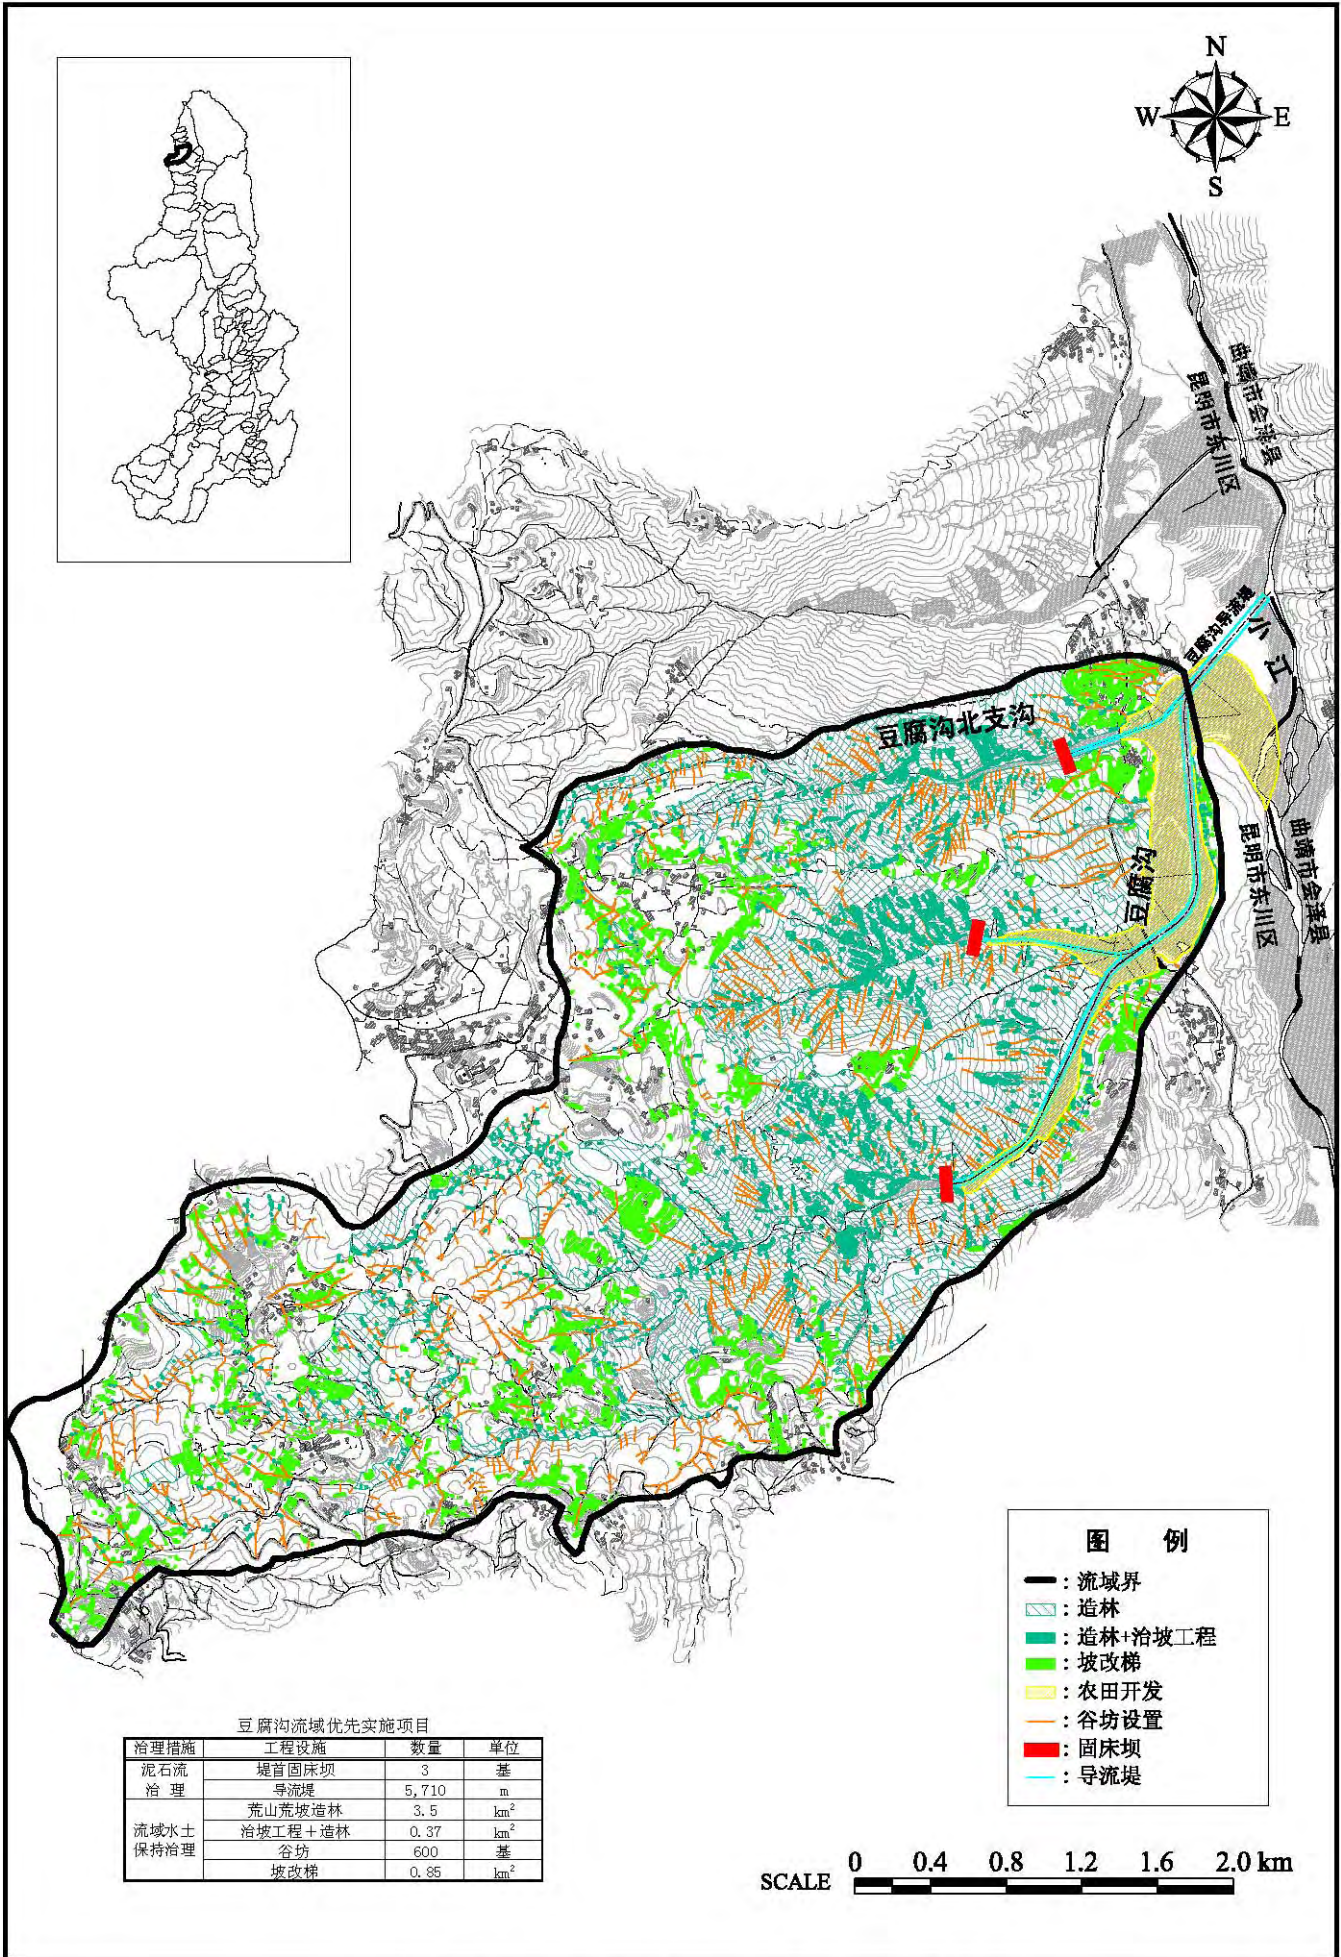 N
W E
S
曲靖市会泽县
昆明市东川区
豆腐沟导流堤
小江
豆腐沟北支沟
豆腐沟
曲靖市会泽县
昆明市东川区
图 例
: 流域界
: 造林
: 造林+治坡工程
: 坡改梯
: 农田开发
: 谷坊设置
: 固床坝
: 导流堤
豆腐沟流域优先实施项目
治理措施 工程设施 数量 单位
泥石流治理 堤首固床坝 3 基
导流堤 5,710 m
流域水土保持治理 荒山荒坡造林 3.5 km²
治坡工程＋造林 0.37 km²
谷坊 600 基
坡改梯 0.85 km²
SCALE 0 0.4 0.8 1.2 1.6 2.0 km